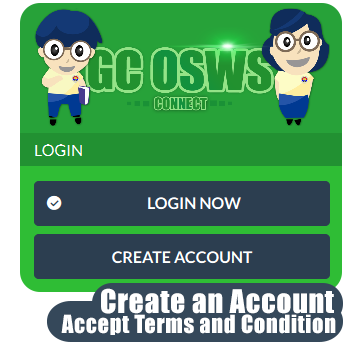 GC OSWS
CONNECT
LOGIN
LOGIN NOW
CREATE ACCOUNT
Create an Account
Accept Terms and Condition